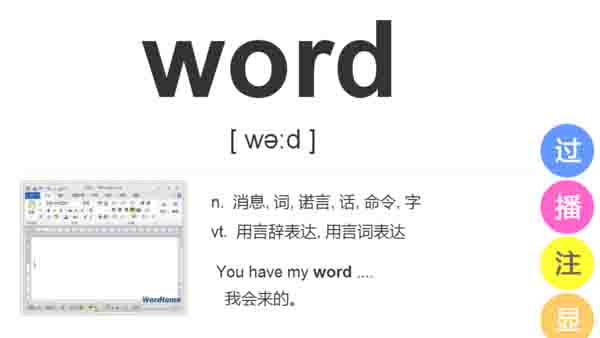 word
[ wə:d ]
n. 消息, 词, 诺言, 话, 命令, 字
vt. 用言辞表达, 用言词表达
You have my word ....
我会来的。
Wordhome
过
播
注
显